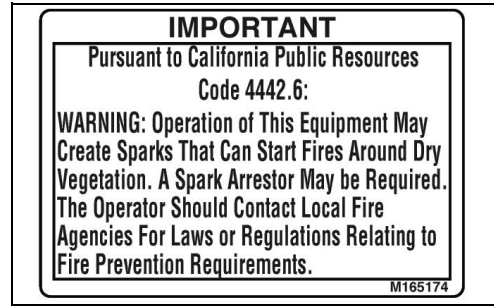 IMPORTANT
Pursuant to California Public Resources
Code 4442.6:
WARNING: Operation of This Equipment May
Create Sparks That Can Start Fires Around Dry
Vegetation. A Spark Arrestor May be Required.
The Operator Should Contact Local Fire
Agencies For Laws or Regulations Relating to
Fire Prevention Requirements.
M165174